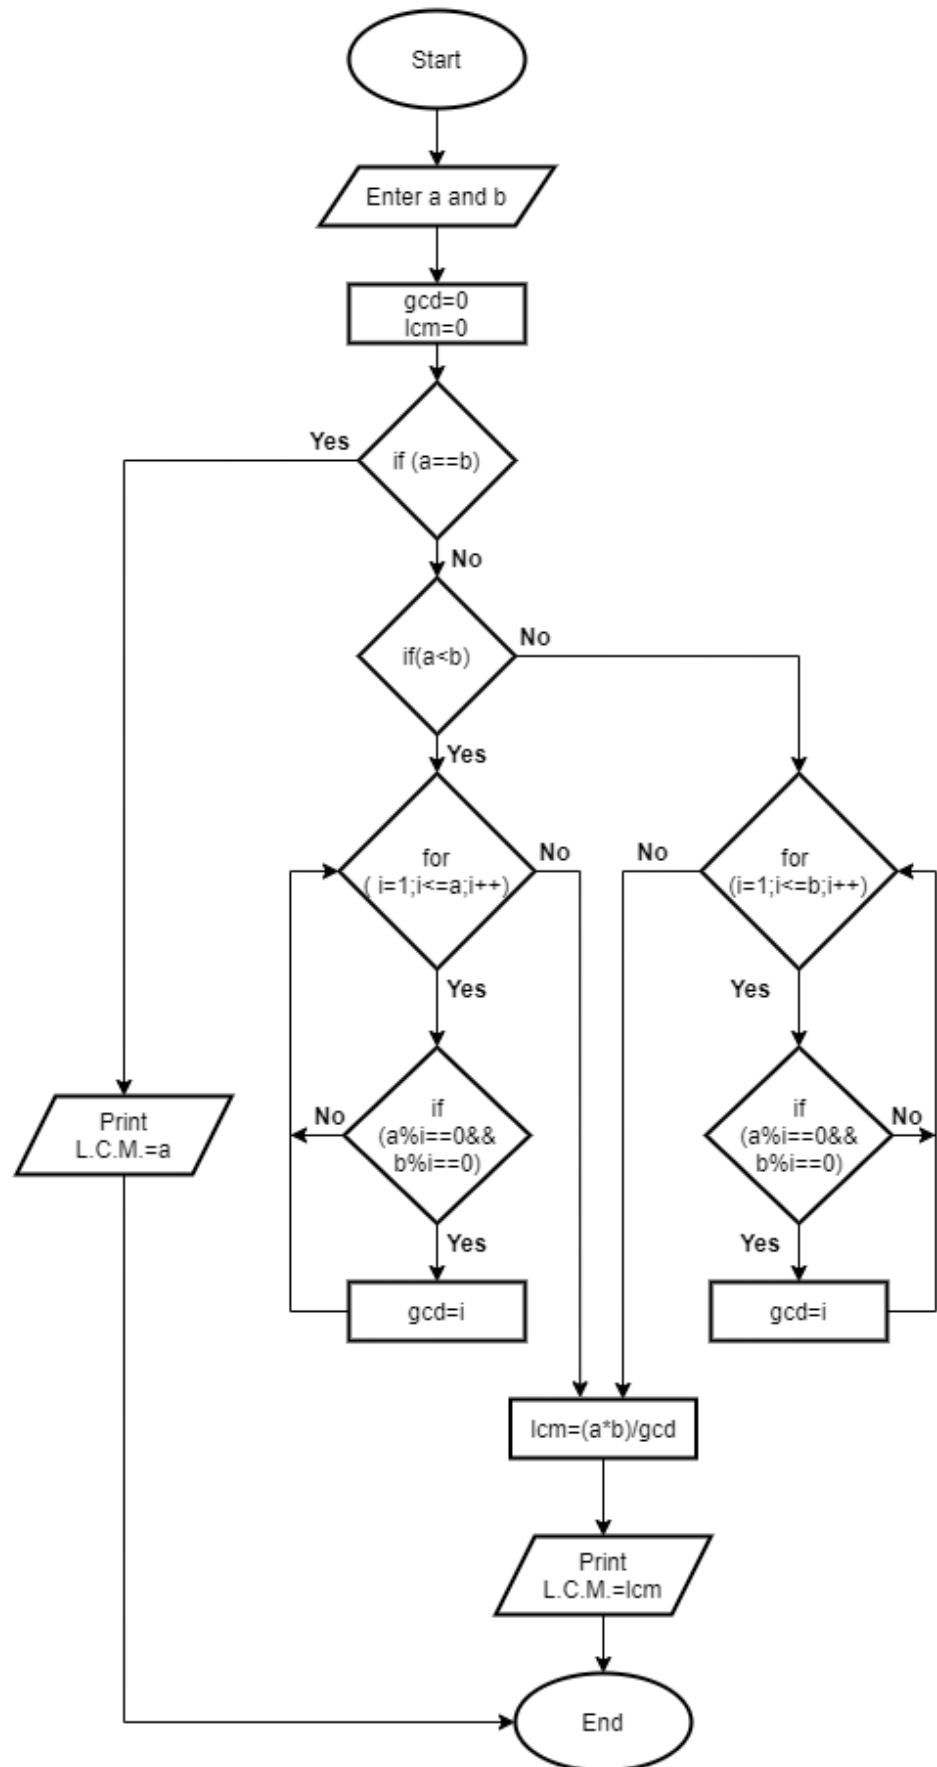 Start
Enter a and b
gcd=0
lcm=0
Yes
if (a==b)
No
if(a<b)
No
Yes
for
( i=1;i<=a;i++)
No
No
for
(i=1;i<=b;i++)
Yes
Yes
Print
L.C.M.=a
No
if
(a%i==0&&
b%i==0)
if
(a%i==0&&
b%i==0)
No
Yes
Yes
gcd=i
gcd=i
lcm=(a*b)/gcd
Print
L.C.M.=lcm
End